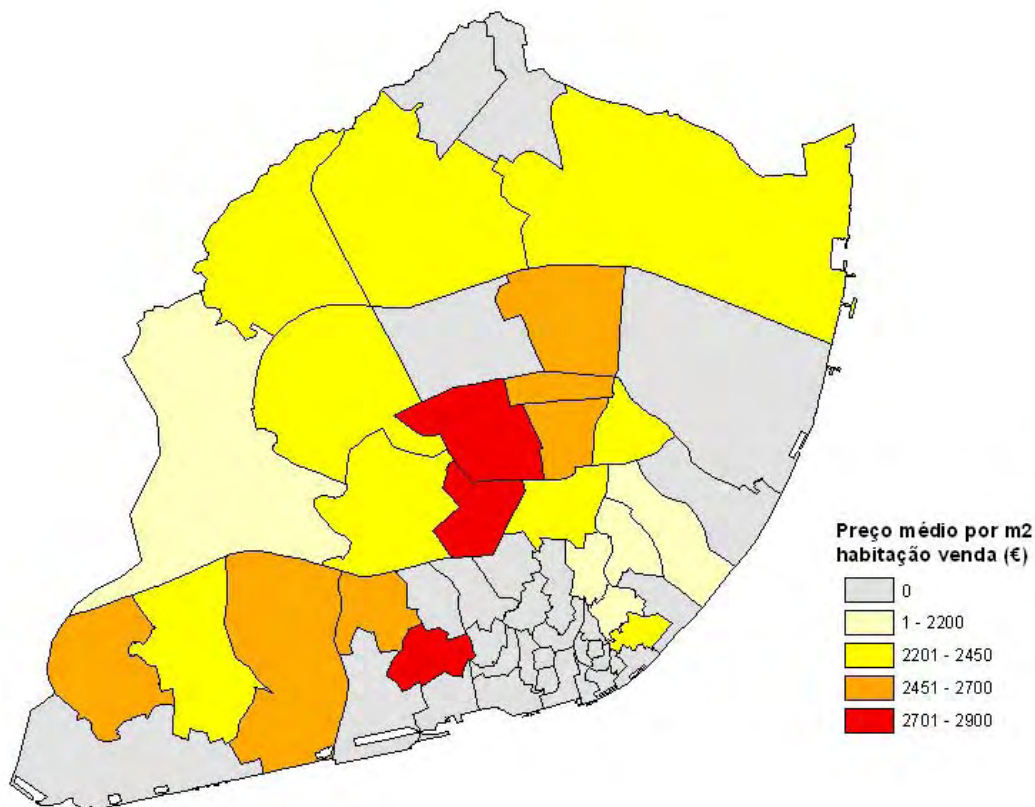 Preço médio por m2
habitação venda (€)
0
1 - 2200
2201 - 2450
2451 - 2700
2701 - 2900